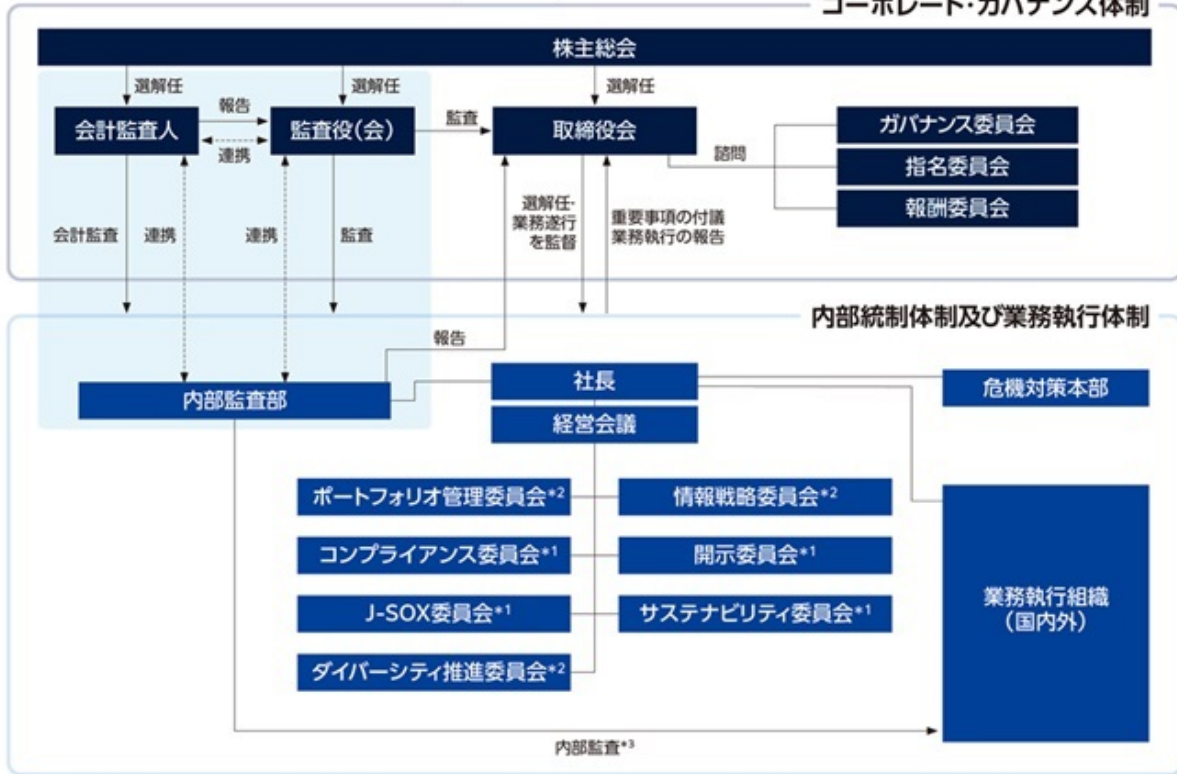 コーポレート・ガバナンス体制
株主総会
選解任
選解任
選解任
報告
会計監査人
監査役(会)
監査
取締役会
ガバナンス委員会
連携
諮問
指名委員会
報酬委員会
会計監査
連携
連携
監査
選解任・
業務遂行
を監督
重要事項の付議
業務執行の報告
内部統制体制及び業務執行体制
報告
内部監査部
社長
危機対策本部
経営会議
ポートフォリオ管理委員会*2
情報戦略委員会*2
コンプライアンス委員会*1
開示委員会*1
J-SOX委員会*1
サステナビリティ委員会*1
ダイバーシティ推進委員会*2
業務執行組織
(国内外)
内部監査*3